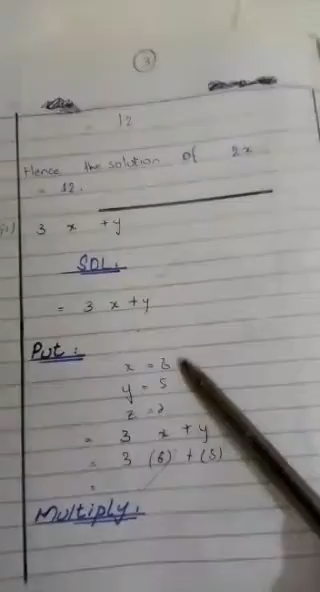 3
12
Hence the solution of 2x
= 12.
3 x + y
SOL.
= 3 x + y
Put :
x = 6
y = 5
z = 2
= 3 x + y
= 3 (6) + (5)
=
Multiply.